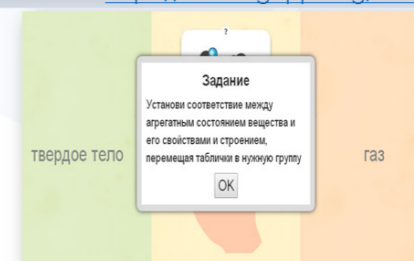 ?
Задание
Установи соответствие между
агрегатным состоянием вещества и
его свойствами и строением,
перемещая таблички в нужную группу
OK
твердое тело
газ